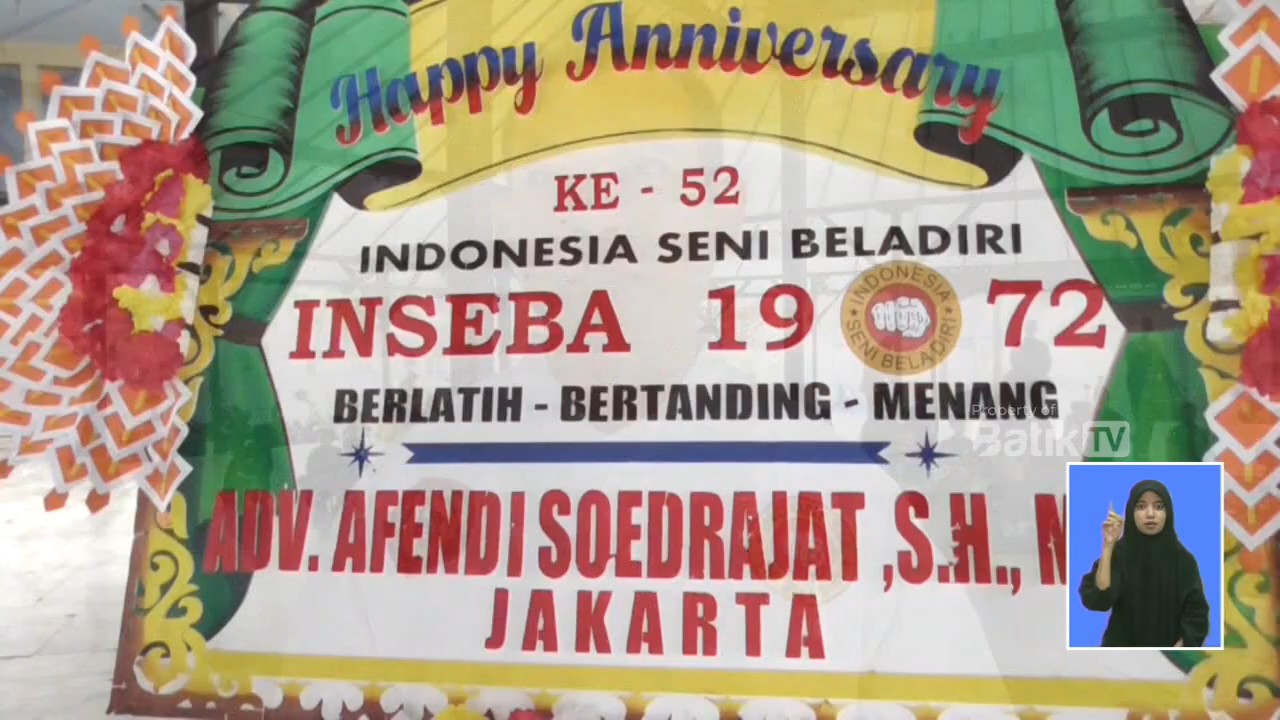 Happy Anniversary
KE - 52
INDONESIA SENI BELADIRI
INSEBA 19 72
INDONESIA
SENI BELADIRI
BERLATIH - BERTANDING - MENANG
Property of
BatikTV
ADV. AFENDI SOEDRAJAT ,S.H.,
JAKARTA